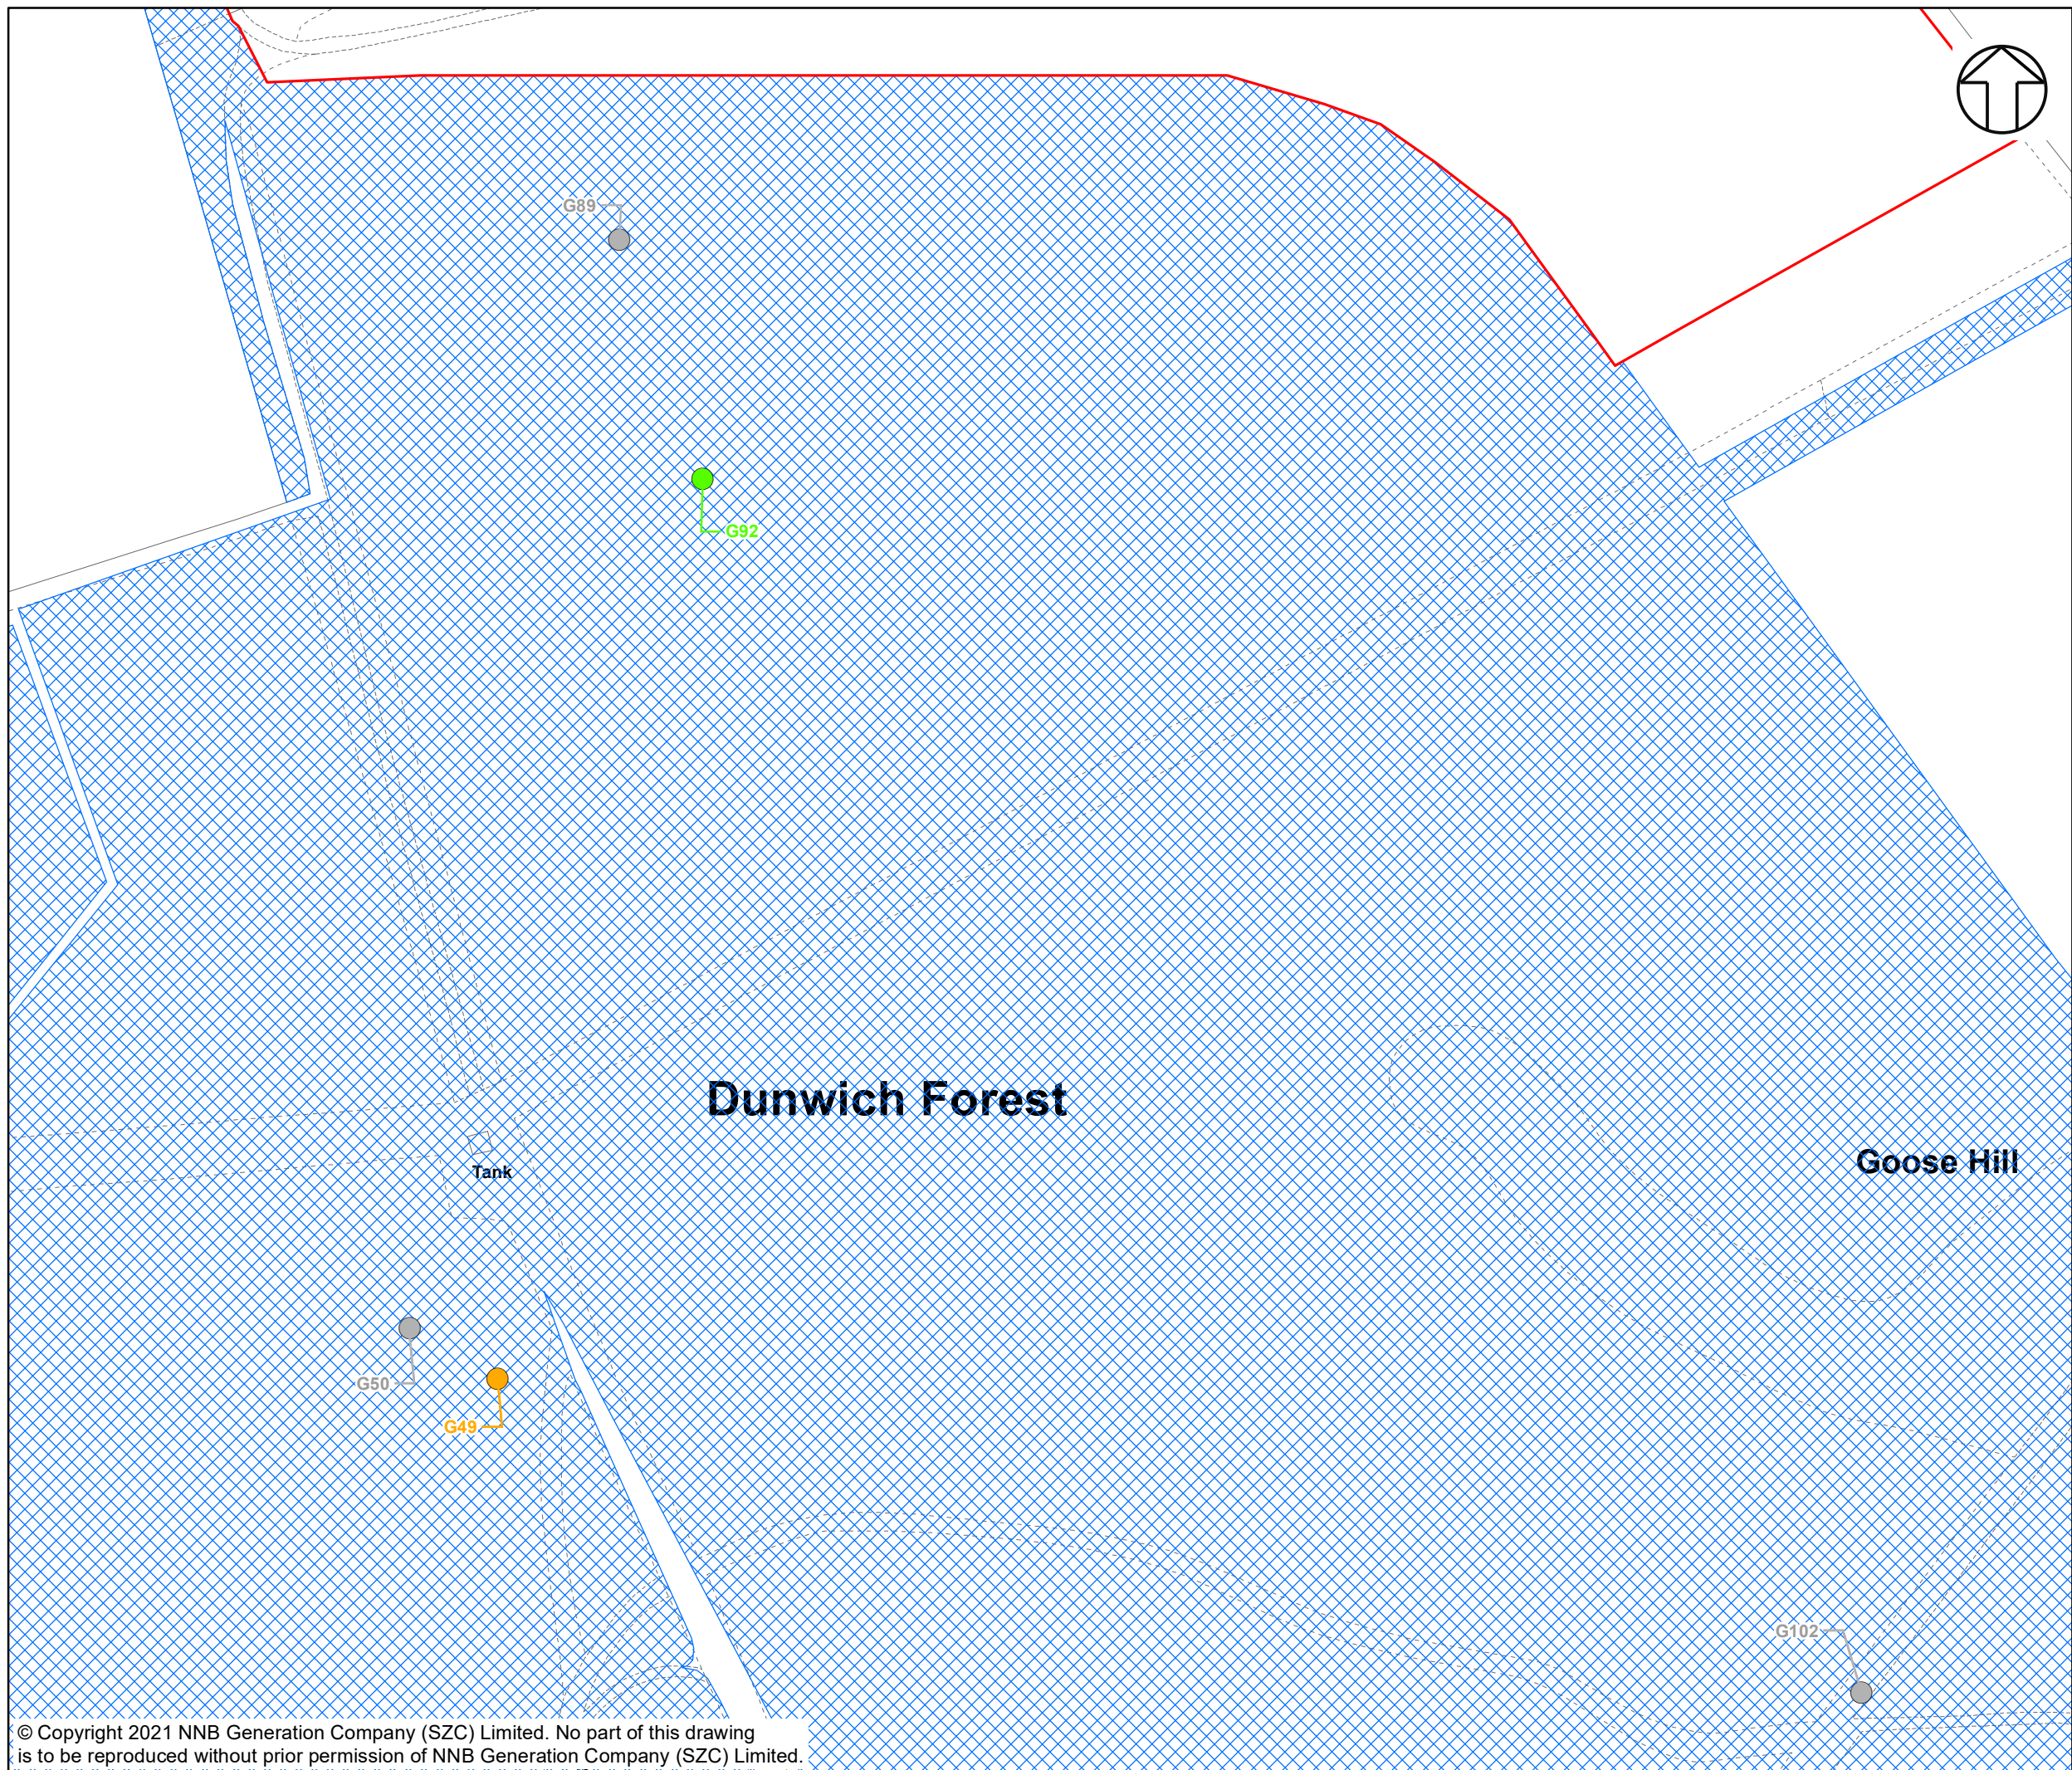 G89
G92
Dunwich Forest
Goose Hill
Tank
G50
G49
G102
© Copyright 2021 NNB Generation Company (SZC) Limited. No part of this drawing
is to be reproduced without prior permission of NNB Generation Company (SZC) Limited.